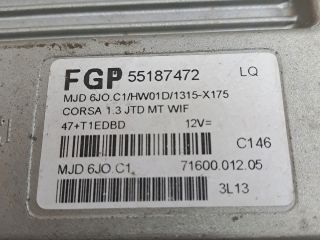 FGP 55187472 LQ
MJD 6JO.C1/HW01D/1315-X175
CORSA 1.3 JTD MT WIF
47+T1EDBD 12V=
C146
MJD 6JO.C1 71600.012.05
3L13